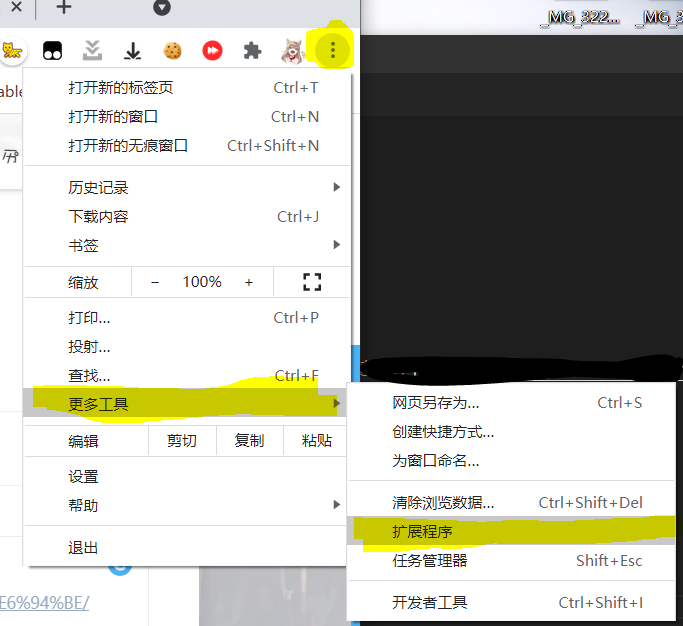 _MG_322... _MG_322
able
打开新的标签页 Ctrl+T
打开新的窗口 Ctrl+N
打开新的无痕窗口 Ctrl+Shift+N
历史记录
下载内容 Ctrl+J
书签
缩放 − 100% +
打印... Ctrl+P
投射...
查找... Ctrl+F
更多工具
编辑 剪切 复制 粘贴
设置
帮助
退出
网页另存为... Ctrl+S
创建快捷方式...
为窗口命名...
清除浏览数据... Ctrl+Shift+Del
扩展程序
任务管理器 Shift+Esc
开发者工具 Ctrl+Shift+I
E6%94%BE/